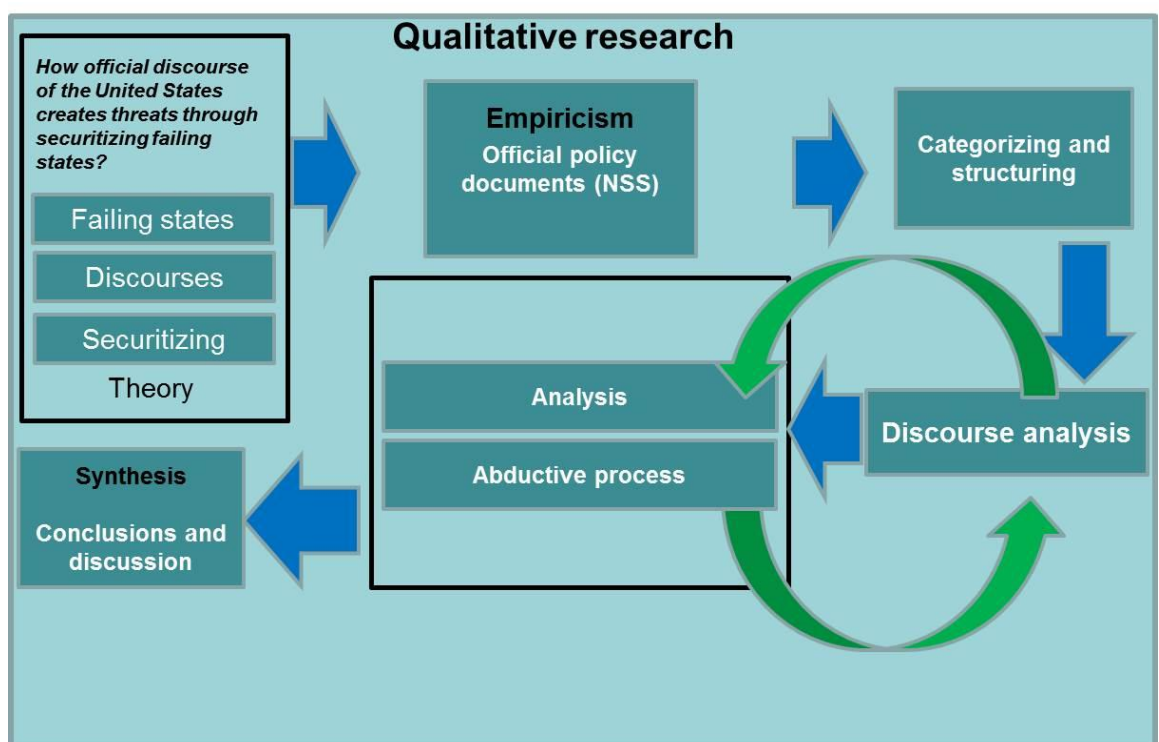 Qualitative research
How official discourse
of the United States
creates threats through
securitizing failing
states?
Failing states
Discourses
Securitizing
Theory
Empiricism
Official policy
documents (NSS)
Categorizing and
structuring
Discourse analysis
Analysis
Abductive process
Synthesis
Conclusions and
discussion